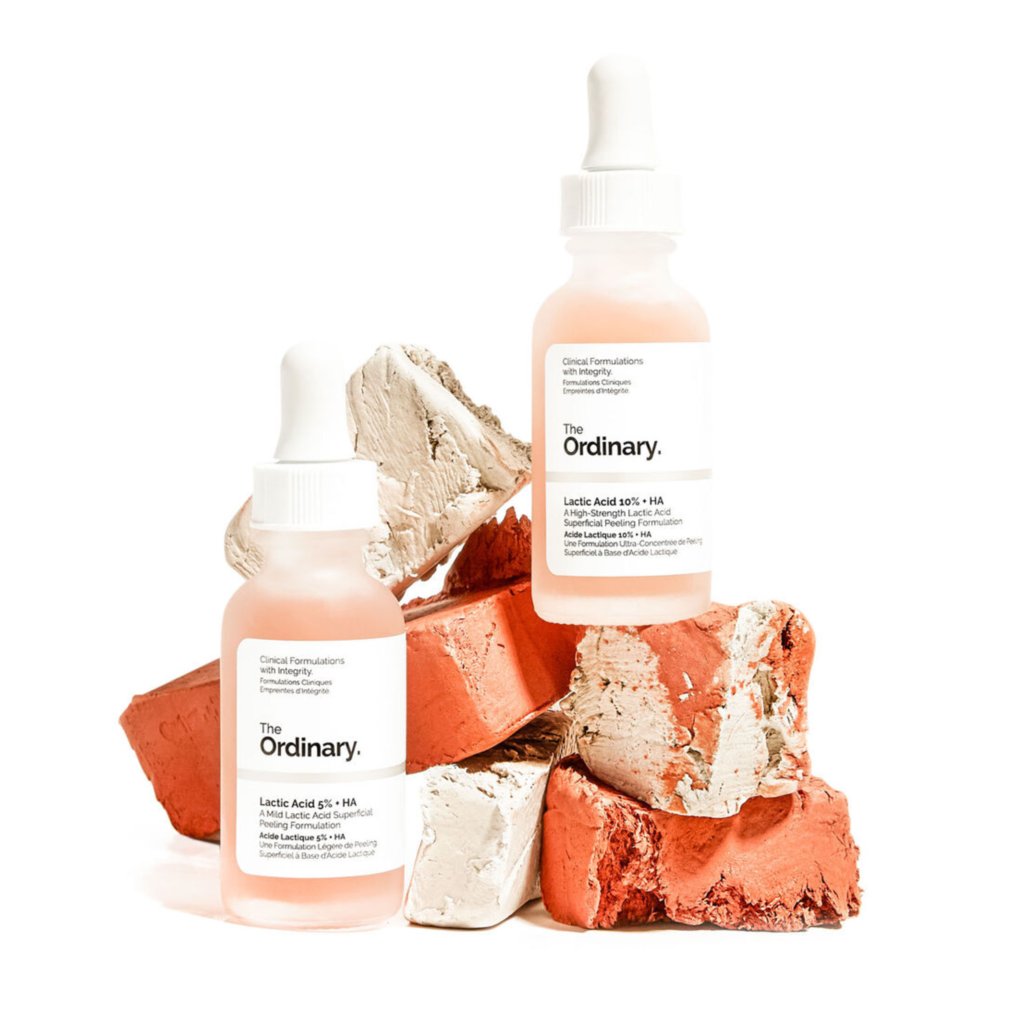 Clinical Formulations
with Integrity.
Formulations Cliniques
Empreintes d'Intégrité.
The
Ordinary.
Lactic Acid 10% + HA
A High-Strength Lactic Acid
Superficial Peeling Formulation
Acide Lactique 10% + HA
Une Formulation Ultra-Concentrée de Peeling
Superficiel à Base d'Acide Lactique
Clinical Formulations
with Integrity.
Formulations Cliniques
Empreintes d'Intégrité
The
Ordinary.
Lactic Acid 5% + HA
A Mild Lactic Acid Superficial
Peeling Formulation
Acide Lactique 5% + HA
Une Formulation Légère de Peeling
Superficiel à Base d'Acide Lactique